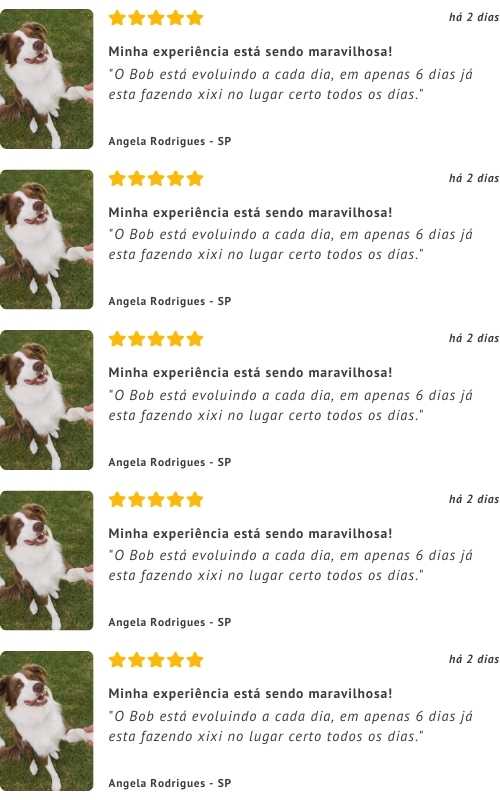 há 2 dias
Minha experiência está sendo maravilhosa!
"O Bob está evoluindo a cada dia, em apenas 6 dias já
esta fazendo xixi no lugar certo todos os dias."
Angela Rodrigues - SP
há 2 dias
Minha experiência está sendo maravilhosa!
"O Bob está evoluindo a cada dia, em apenas 6 dias já
esta fazendo xixi no lugar certo todos os dias."
Angela Rodrigues - SP
há 2 dias
Minha experiência está sendo maravilhosa!
"O Bob está evoluindo a cada dia, em apenas 6 dias já
esta fazendo xixi no lugar certo todos os dias."
Angela Rodrigues - SP
há 2 dias
Minha experiência está sendo maravilhosa!
"O Bob está evoluindo a cada dia, em apenas 6 dias já
esta fazendo xixi no lugar certo todos os dias."
Angela Rodrigues - SP
há 2 dias
Minha experiência está sendo maravilhosa!
"O Bob está evoluindo a cada dia, em apenas 6 dias já
esta fazendo xixi no lugar certo todos os dias."
Angela Rodrigues - SP